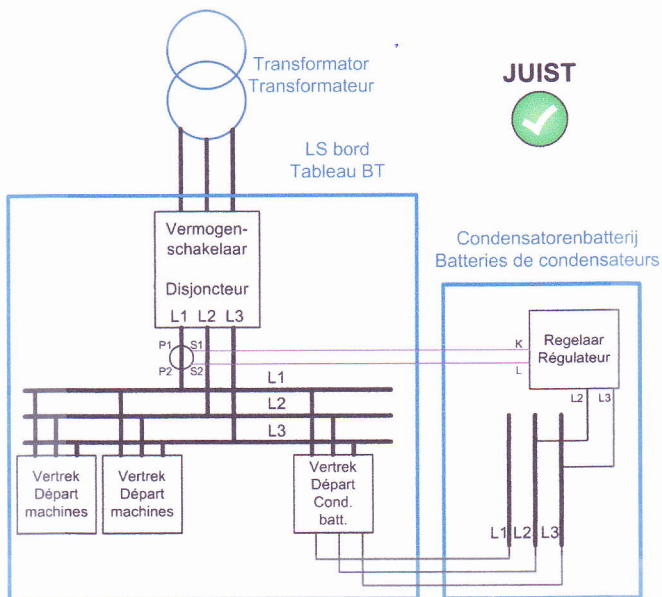 Transformator
Transformateur
JUIST
LS bord
Tableau BT
Vermogen-
schakelaar
Disjoncteur
L1 L2 L3
Condensatorenbatterij
Batteries de condensateurs
P1 S1
P2 S2
K
L
Regelaar
Régulateur
L2 L3
L1
L2
L3
Vertrek
Départ
machines
Vertrek
Départ
machines
Vertrek
Départ
Cond.
batt.
L1 L2 L3